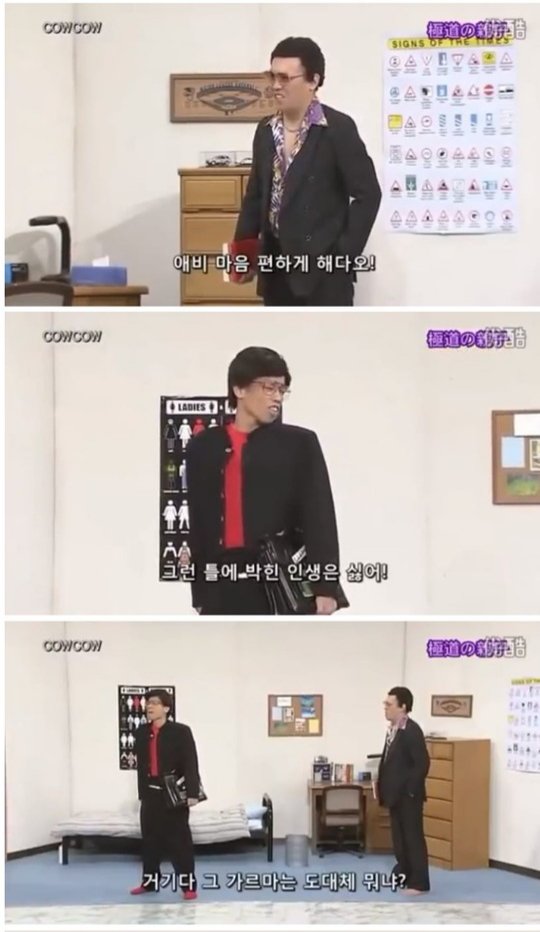 COWCOW
極道の
SIGNS OF THE TIMES
애비 마음 편하게 해다오!
COWCOW
極道の
LADIES
그런 틀에 박힌 인생은 싫어!
COWCOW
極道の
거기다 그 가르마는 도대체 뭐냐?